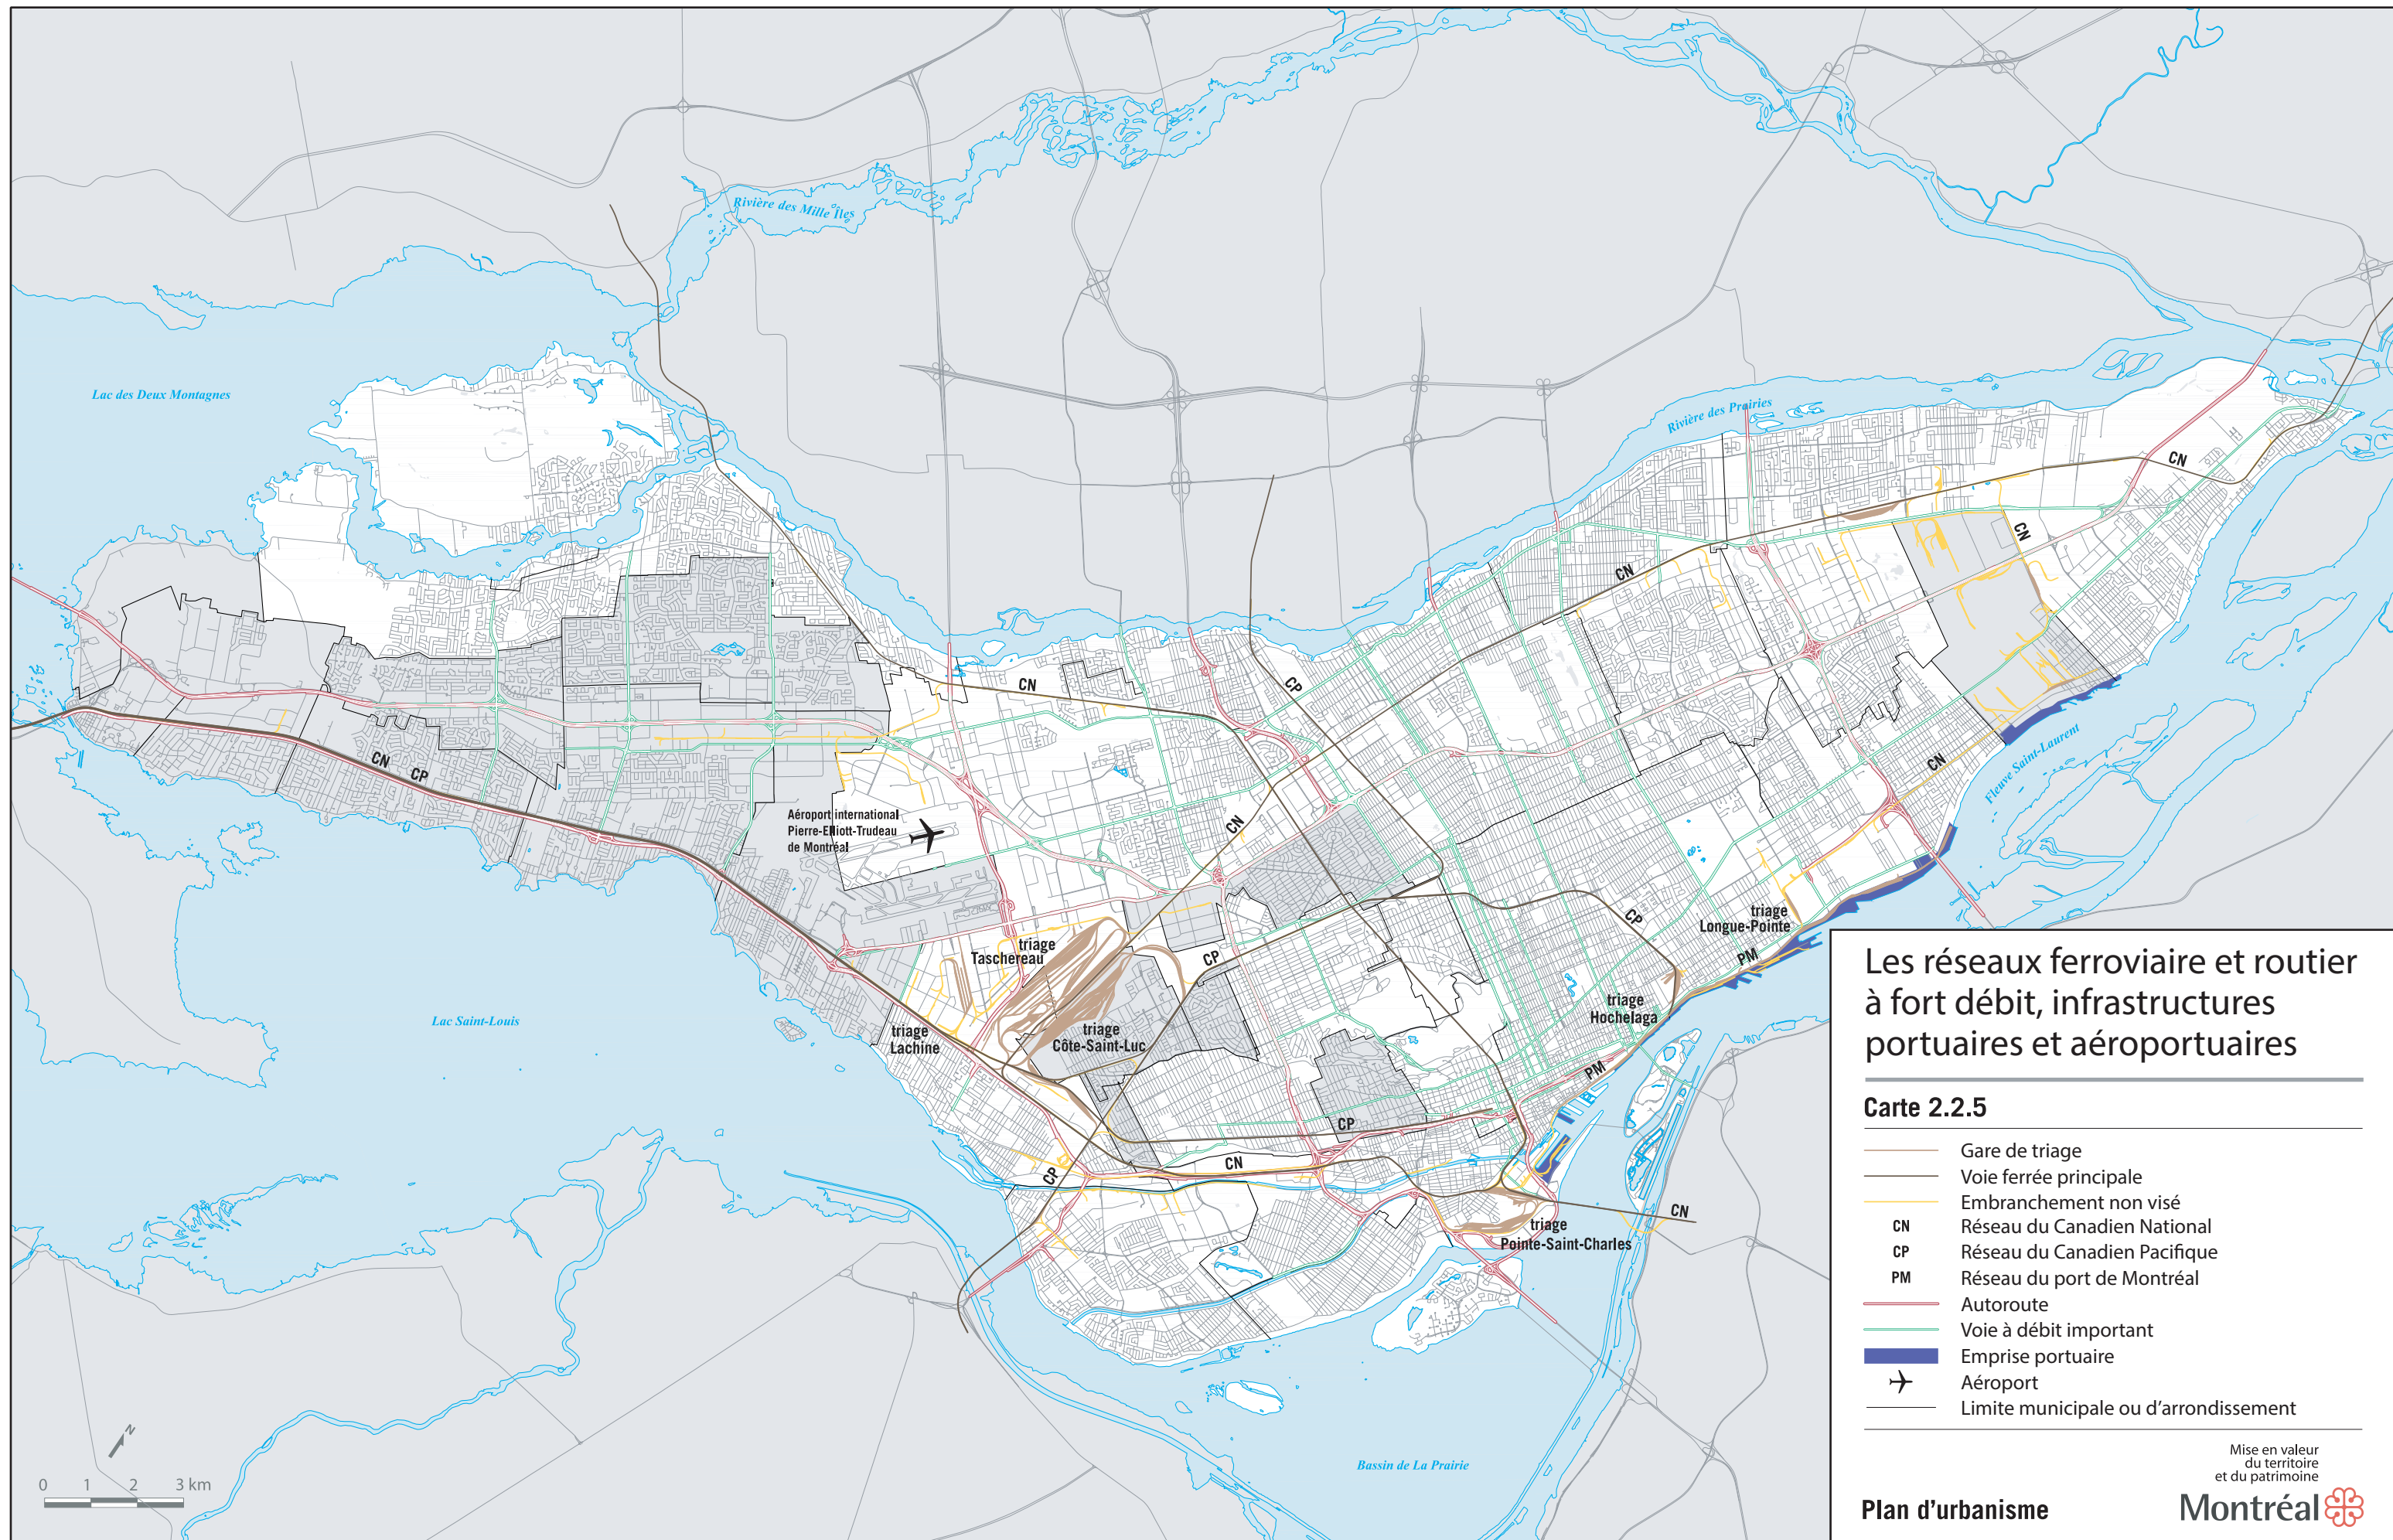 Rivière des Mille Îles
Lac des Deux Montagnes
Rivière des Prairies
CN
CN
CN
CN
CP
CN
CP
Aéroport international
Pierre-Elliott-Trudeau
de Montréal
CN
CN
Fleuve Saint-Laurent
triage
Longue-Pointe
CP
triage
Taschereau
CP
PM
Lac Saint-Louis
triage
Hochelaga
triage
Lachine
triage
Côte-Saint-Luc
PM
CP
CN
CP
CN
triage
Pointe-Saint-Charles
Bassin de La Prairie
N
0 1 2 3 km
Les réseaux ferroviaire et routier
à fort débit, infrastructures
portuaires et aéroportuaires
Carte 2.2.5
Gare de triage
Voie ferrée principale
Embranchement non visé
CN Réseau du Canadien National
CP Réseau du Canadien Pacifique
PM Réseau du port de Montréal
Autoroute
Voie à débit important
Emprise portuaire
Aéroport
Limite municipale ou d'arrondissement
Mise en valeur
du territoire
et du patrimoine
Plan d'urbanisme
Montréal